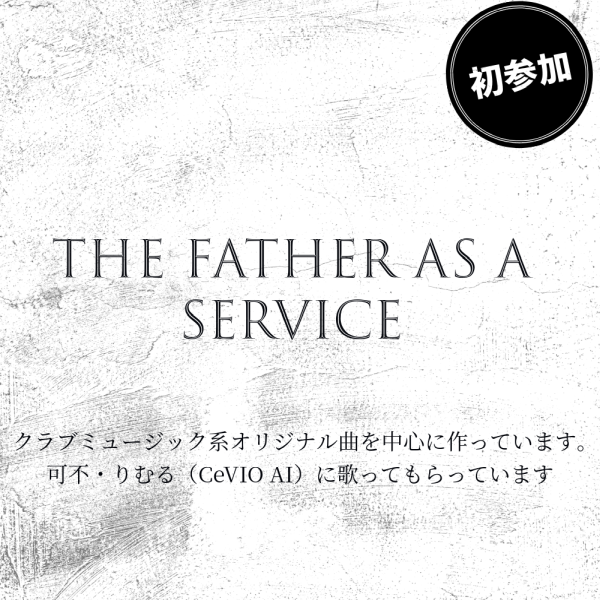 初参加
THE FATHER AS A
SERVICE
クラブミュージック系オリジナル曲を中心に作っています。
可不・りむる（CeVIO AI）に歌ってもらっています